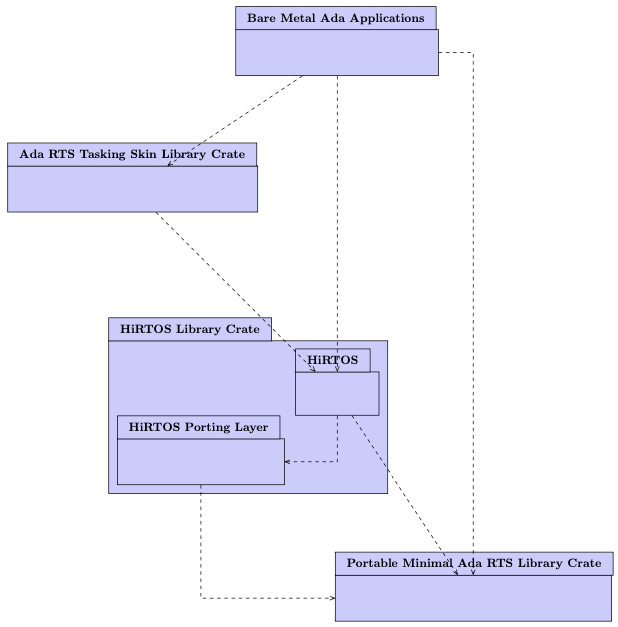 Bare Metal Ada Applications
Ada RTS Tasking Skin Library Crate
HiRTOS Library Crate
HiRTOS
HiRTOS Porting Layer
Portable Minimal Ada RTS Library Crate